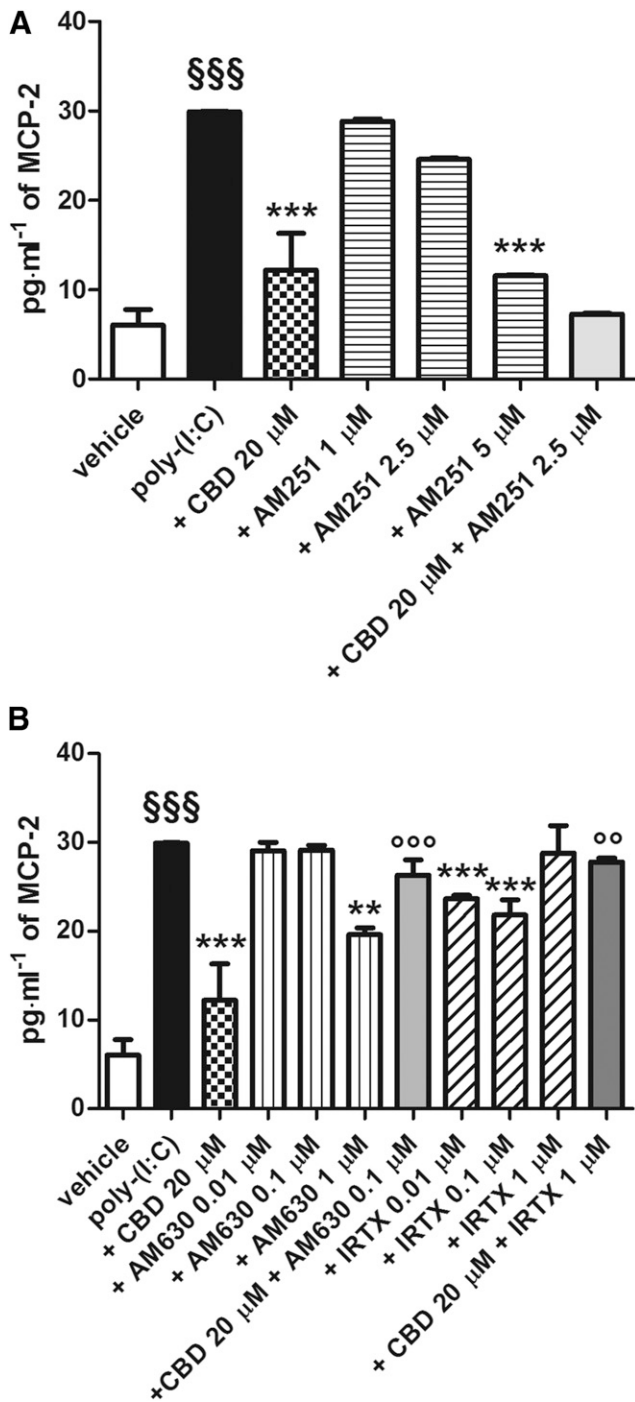 A
pg·ml⁻¹ of MCP-2
40
30
20
10
0
§§§
***
***
vehicle
poly-(I:C)
+ CBD 20 µM
+ AM251 1 µM
+ AM251 2.5 µM
+ AM251 5 µM
+ CBD 20 µM + AM251 2.5 µM
B
pg·ml⁻¹ of MCP-2
40
30
20
10
0
§§§
***
**
°°°
***
***
°°
vehicle
poly-(I:C)
+ CBD 20 µM
+ AM630 0.01 µM
+ AM630 0.1 µM
+ AM630 1 µM
+CBD 20 µM + AM630 0.1 µM
+ IRTX 0.01 µM
+ IRTX 0.1 µM
+ IRTX 1 µM
+ CBD 20 µM + IRTX 1 µM